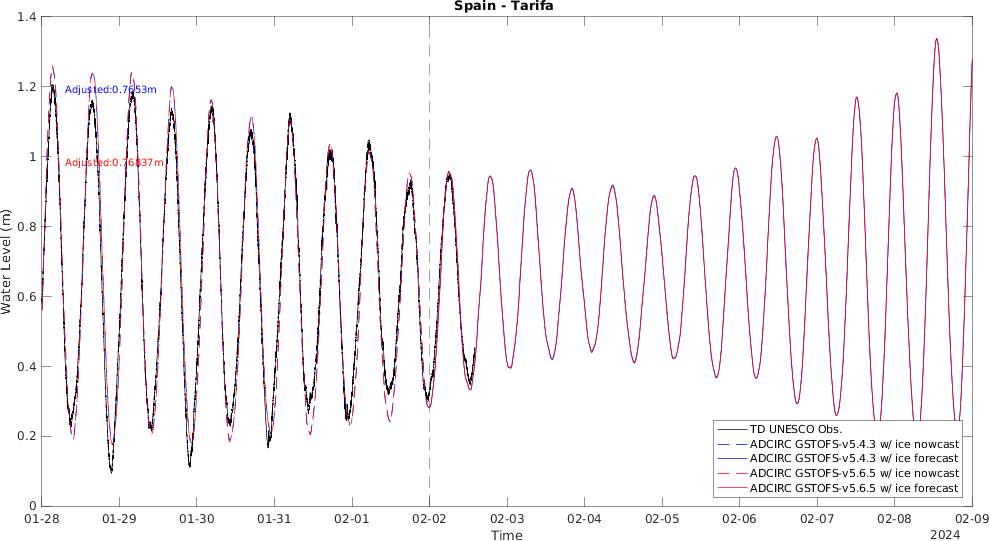 Spain - Tarifa
1.4
1.2
1
0.8
0.6
0.4
0.2
0
Water Level (m)
Adjusted:0.7653m
Adjusted:0.76837m
TD UNESCO Obs.
ADCIRC GSTOFS-v5.4.3 w/ ice nowcast
ADCIRC GSTOFS-v5.4.3 w/ ice forecast
ADCIRC GSTOFS-v5.6.5 w/ ice nowcast
ADCIRC GSTOFS-v5.6.5 w/ ice forecast
01-28 01-29 01-30 01-31 02-01 02-02 02-03 02-04 02-05 02-06 02-07 02-08 02-09
Time
2024